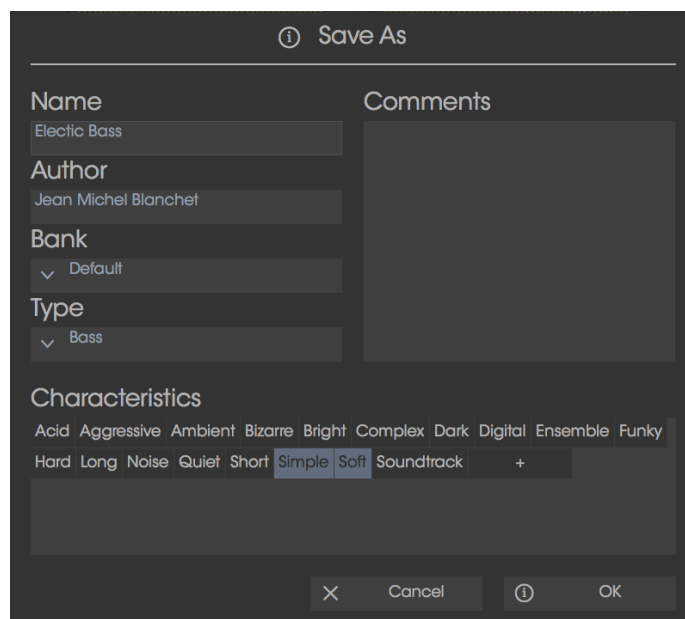 Save As
Name
Electic Bass
Author
Jean Michel Blanchet
Bank
Default
Type
Bass
Comments
Characteristics
Acid Aggressive Ambient Bizarre Bright Complex Dark Digital Ensemble Funky
Hard Long Noise Quiet Short Simple Soft Soundtrack +
Cancel OK